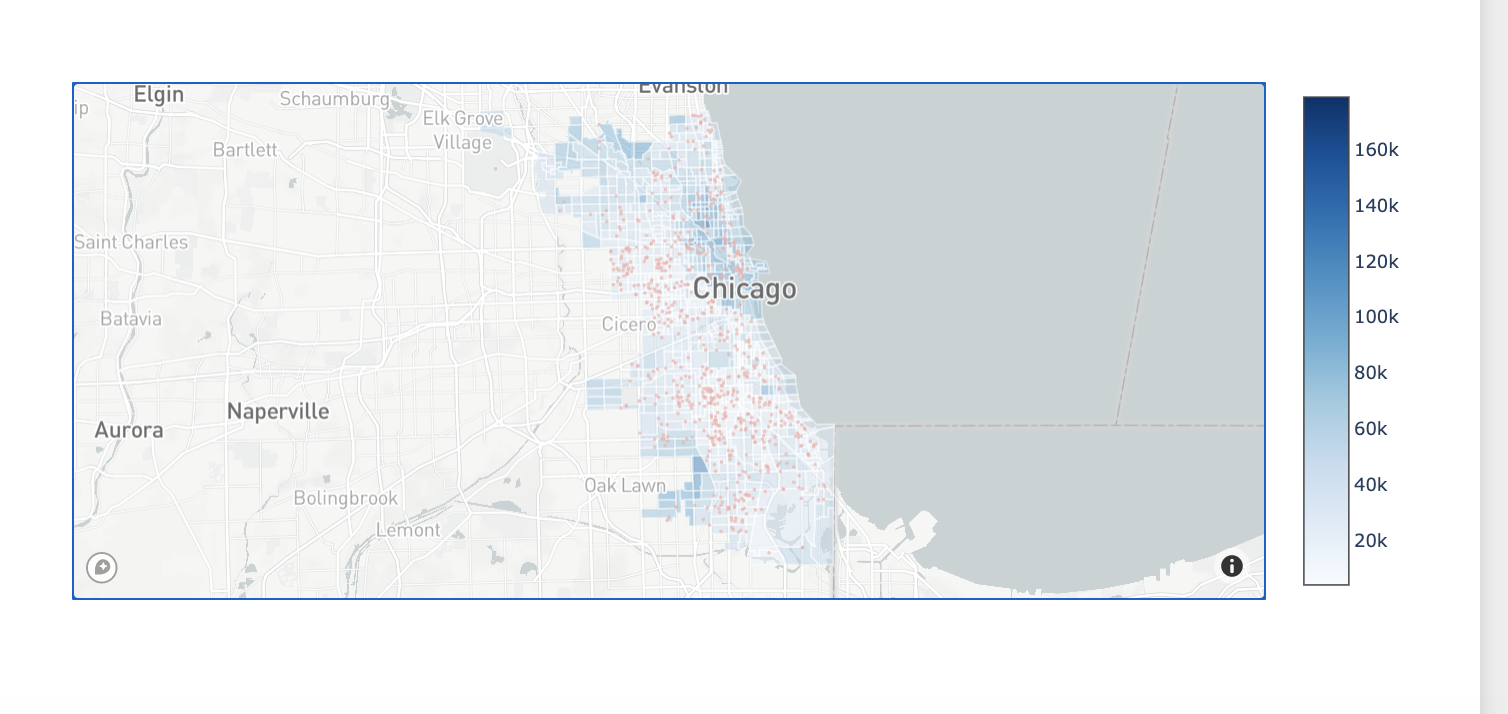 Elgin
Schaumburg
Evanston
ip
Elk Grove
Village
Bartlett
Saint Charles
Chicago
Batavia
Cicero
Naperville
Aurora
Oak Lawn
Bolingbrook
Lemont
160k
140k
120k
100k
80k
60k
40k
20k